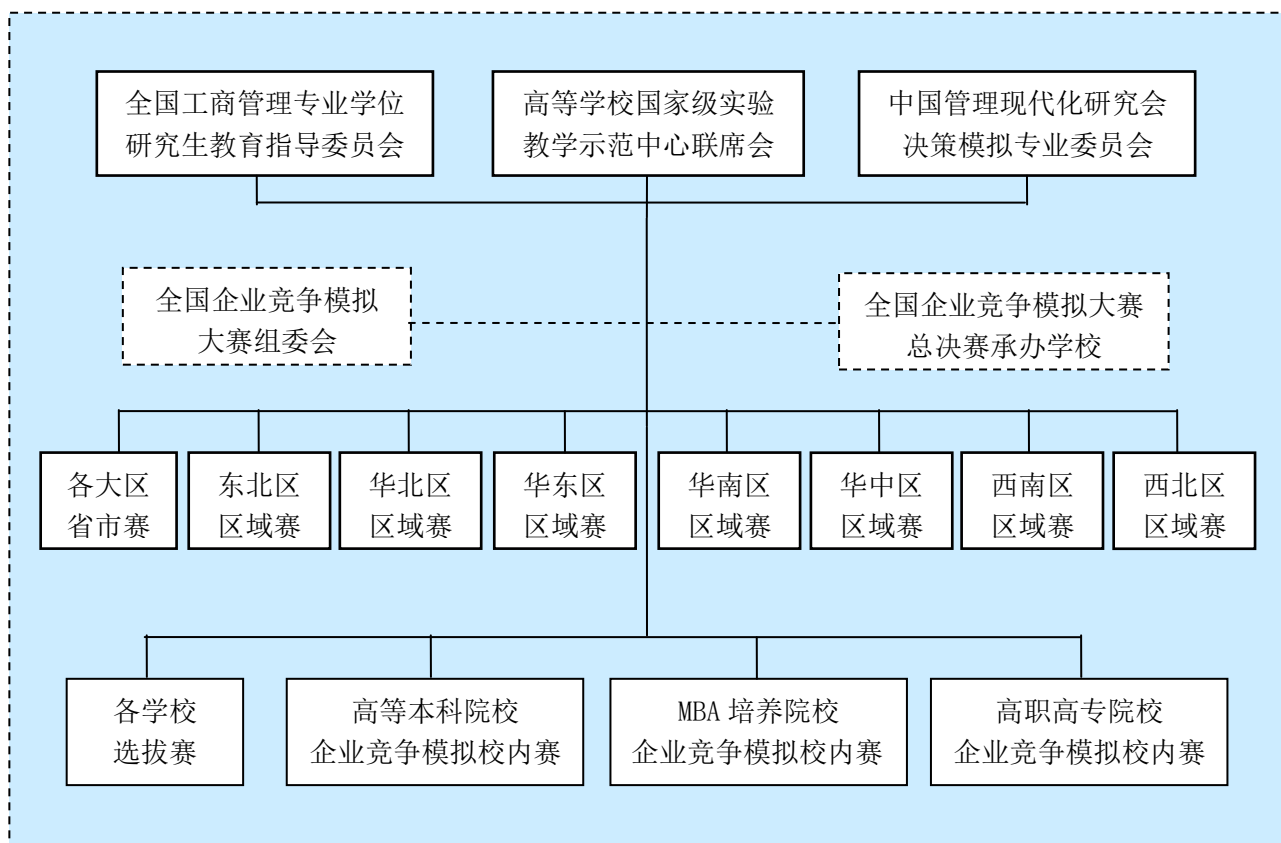 全国工商管理专业学位
研究生教育指导委员会
高等学校国家级实验
教学示范中心联席会
中国管理现代化研究会
决策模拟专业委员会
全国企业竞争模拟
大赛组委会
全国企业竞争模拟大赛
总决赛承办学校
各大区
省市赛
东北区
区域赛
华北区
区域赛
华东区
区域赛
华南区
区域赛
华中区
区域赛
西南区
区域赛
西北区
区域赛
各学校
选拔赛
高等本科院校
企业竞争模拟校内赛
MBA 培养院校
企业竞争模拟校内赛
高职高专院校
企业竞争模拟校内赛